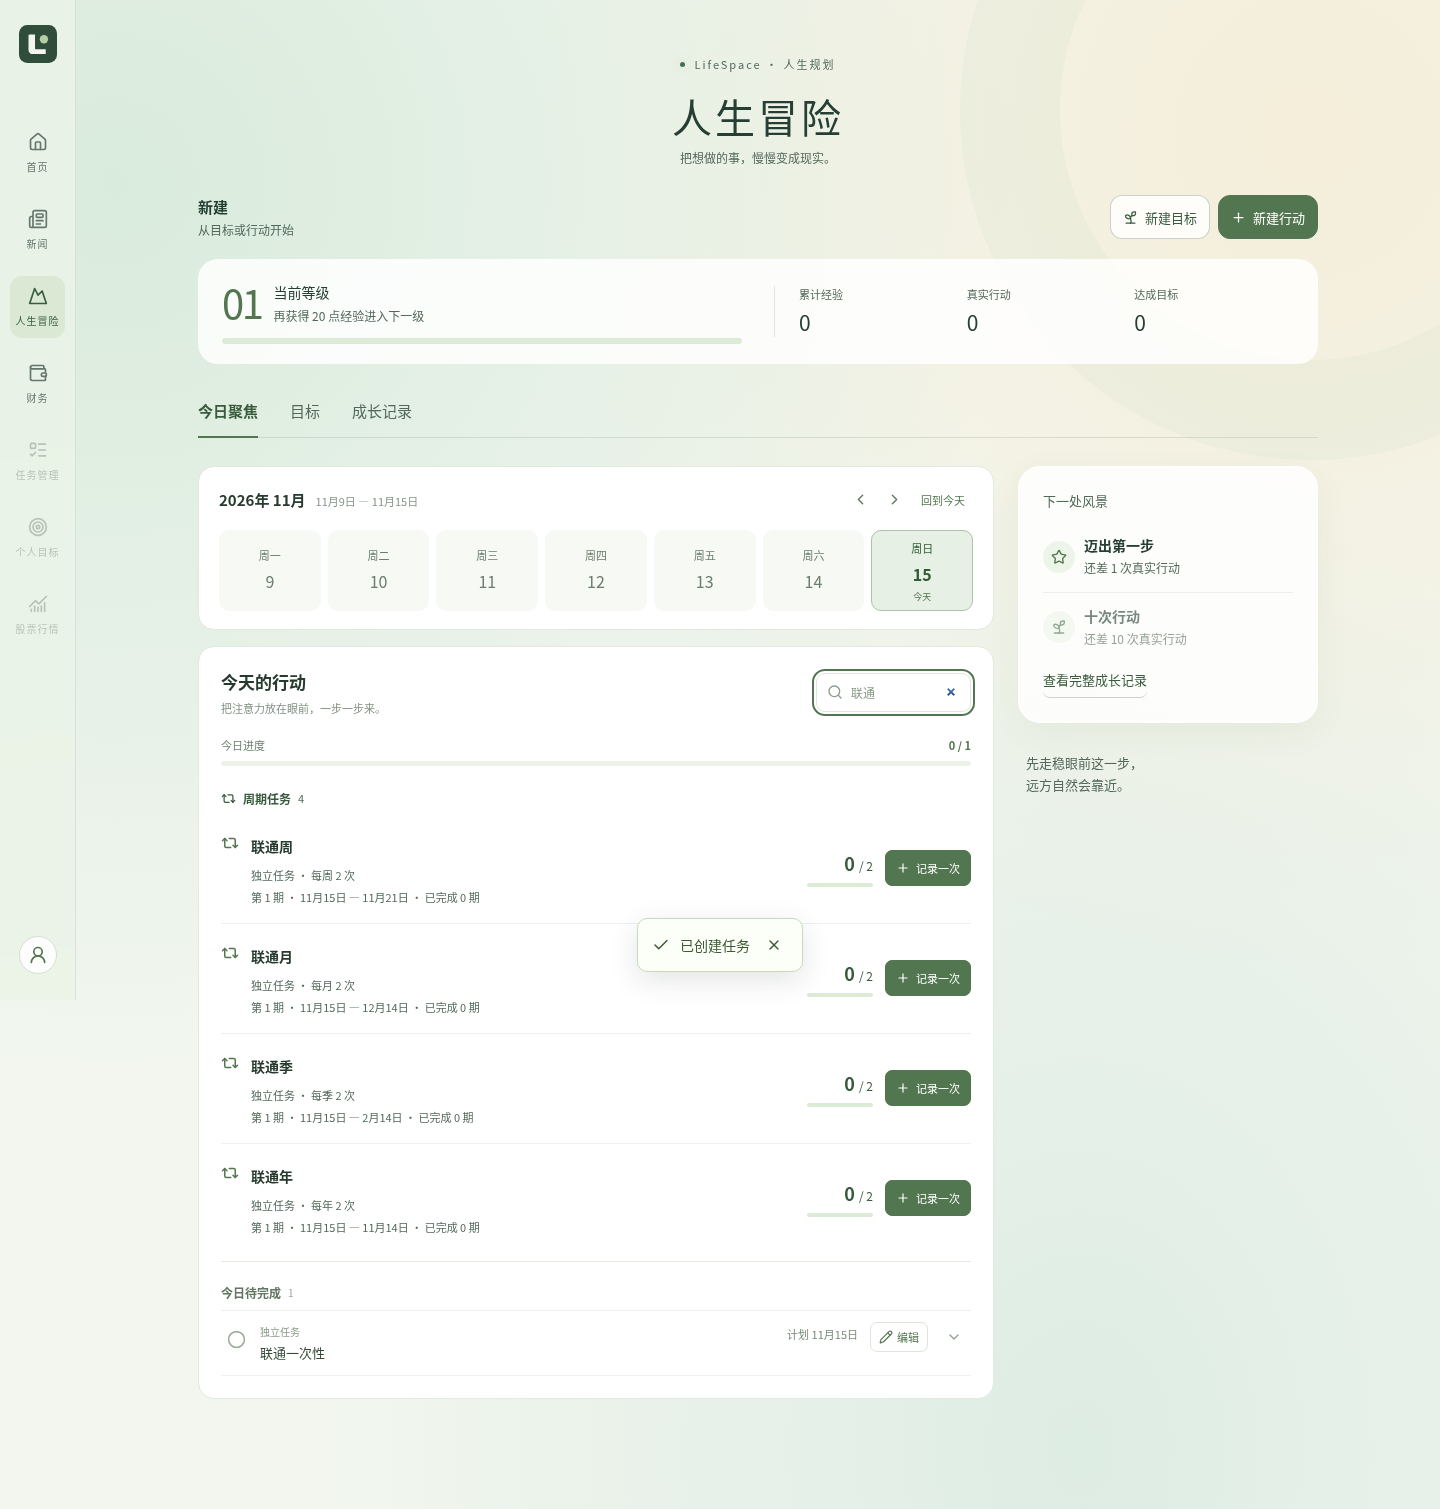 LifeSpace · 人生规划
人生冒险
把想做的事，慢慢变成现实。
首页
新闻
人生冒险
财务
任务管理
个人目标
股票行情
新建
从目标或行动开始
新建目标
新建行动
01
当前等级
再获得 20 点经验进入下一级
累计经验
0
真实行动
0
达成目标
0
今日聚焦
目标
成长记录
2026年 11月
11月9日 — 11月15日
回到今天
周一
9
周二
10
周三
11
周四
12
周五
13
周六
14
周日
15
今天
今天的行动
把注意力放在眼前，一步一步来。
联通
今日进度
0 / 1
周期任务 4
联通周
独立任务 · 每周 2 次
第 1 期 · 11月15日 — 11月21日 · 已完成 0 期
0 / 2
记录一次
联通月
独立任务 · 每月 2 次
第 1 期 · 11月15日 — 12月14日 · 已完成 0 期
0 / 2
记录一次
已创建任务
联通季
独立任务 · 每季 2 次
第 1 期 · 11月15日 — 2月14日 · 已完成 0 期
0 / 2
记录一次
联通年
独立任务 · 每年 2 次
第 1 期 · 11月15日 — 11月14日 · 已完成 0 期
0 / 2
记录一次
今日待完成 1
独立任务
联通一次性
计划 11月15日
编辑
下一处风景
迈出第一步
还差 1 次真实行动
十次行动
还差 10 次真实行动
查看完整成长记录
先走稳眼前这一步，
远方自然会靠近。